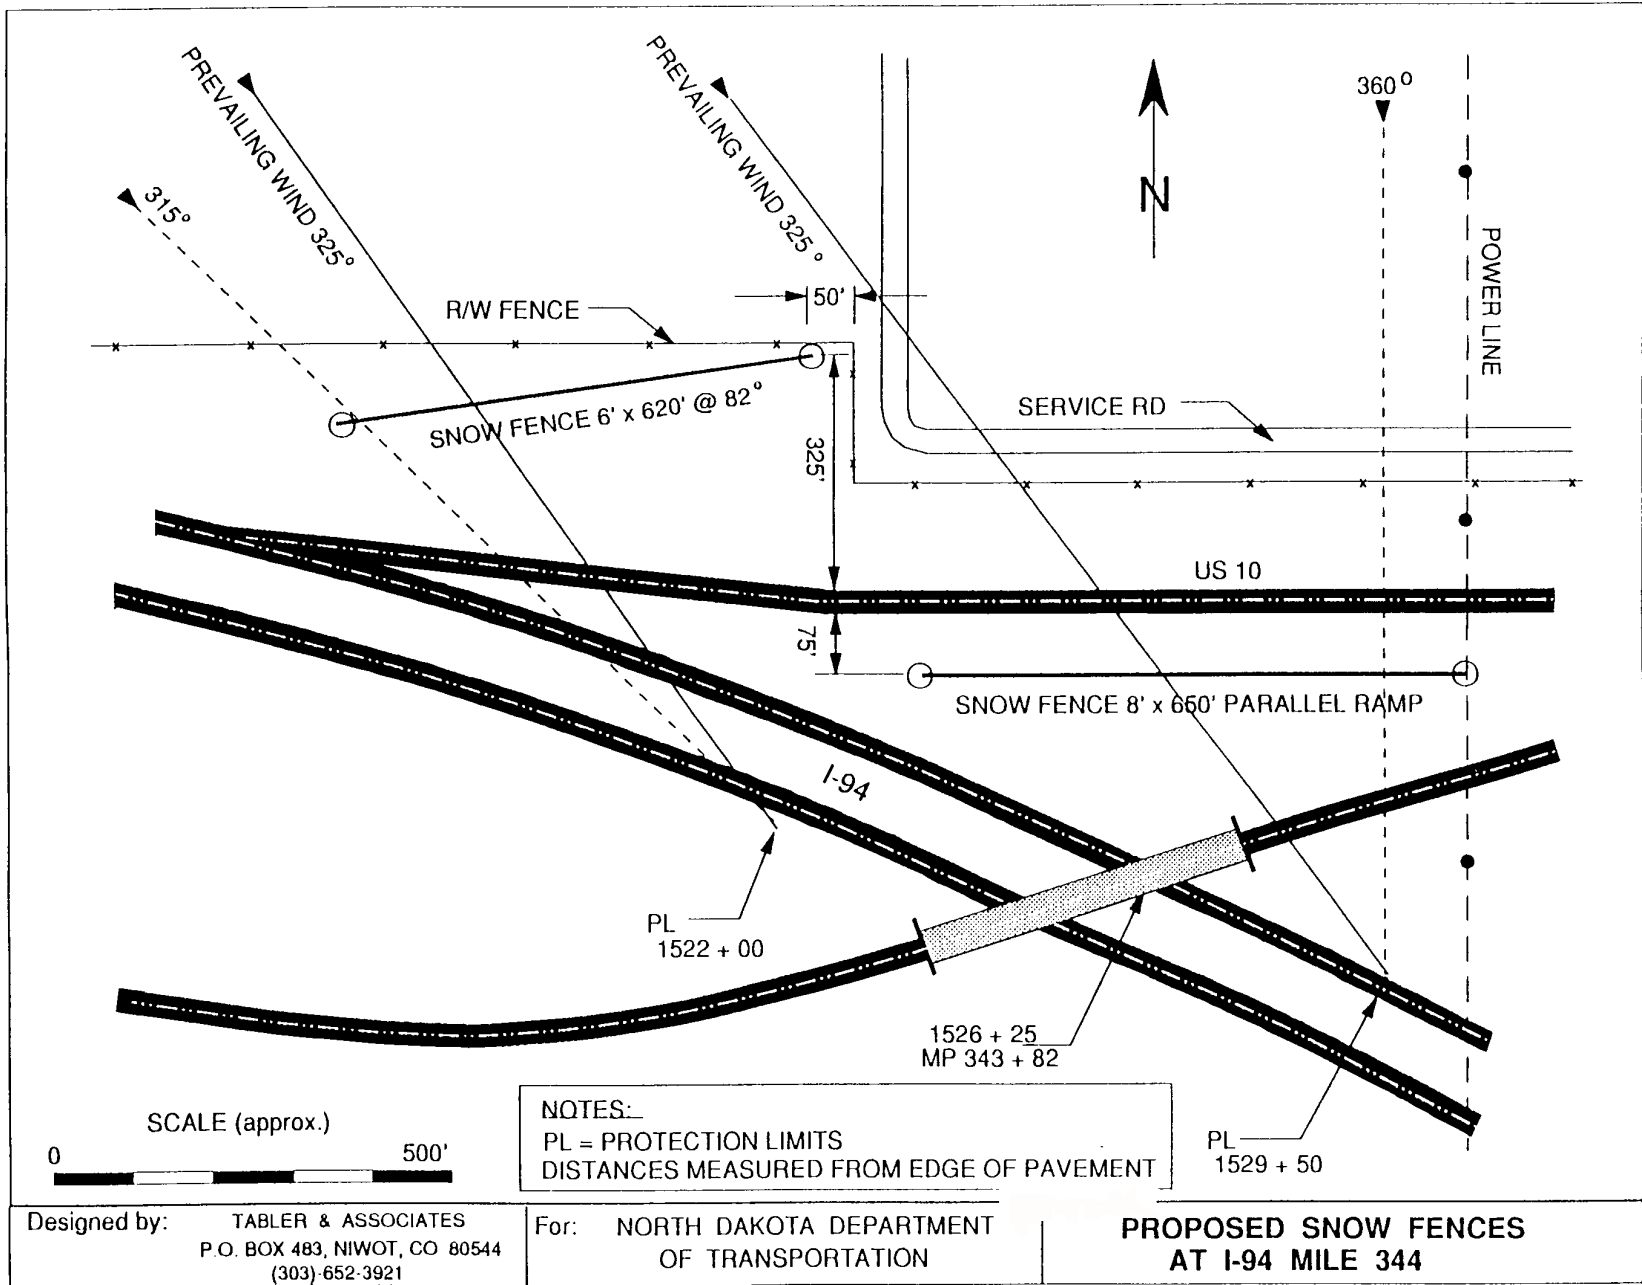 PREVAILING WIND 325°
PREVAILING WIND 325°
360°
315°
N
POWER LINE
50'
R/W FENCE
SERVICE RD
SNOW FENCE 6' x 620' @ 82°
325'
US 10
75'
SNOW FENCE 8' x 650' PARALLEL RAMP
I-94
PL
1522 + 00
1526 + 25
MP 343 + 82
PL
1529 + 50
SCALE (approx.)
0
500'
NOTES:
PL = PROTECTION LIMITS
DISTANCES MEASURED FROM EDGE OF PAVEMENT
Designed by:
TABLER & ASSOCIATES
P.O. BOX 483, NIWOT, CO 80544
(303)-652-3921
For:
NORTH DAKOTA DEPARTMENT
OF TRANSPORTATION
PROPOSED SNOW FENCES
AT I-94 MILE 344